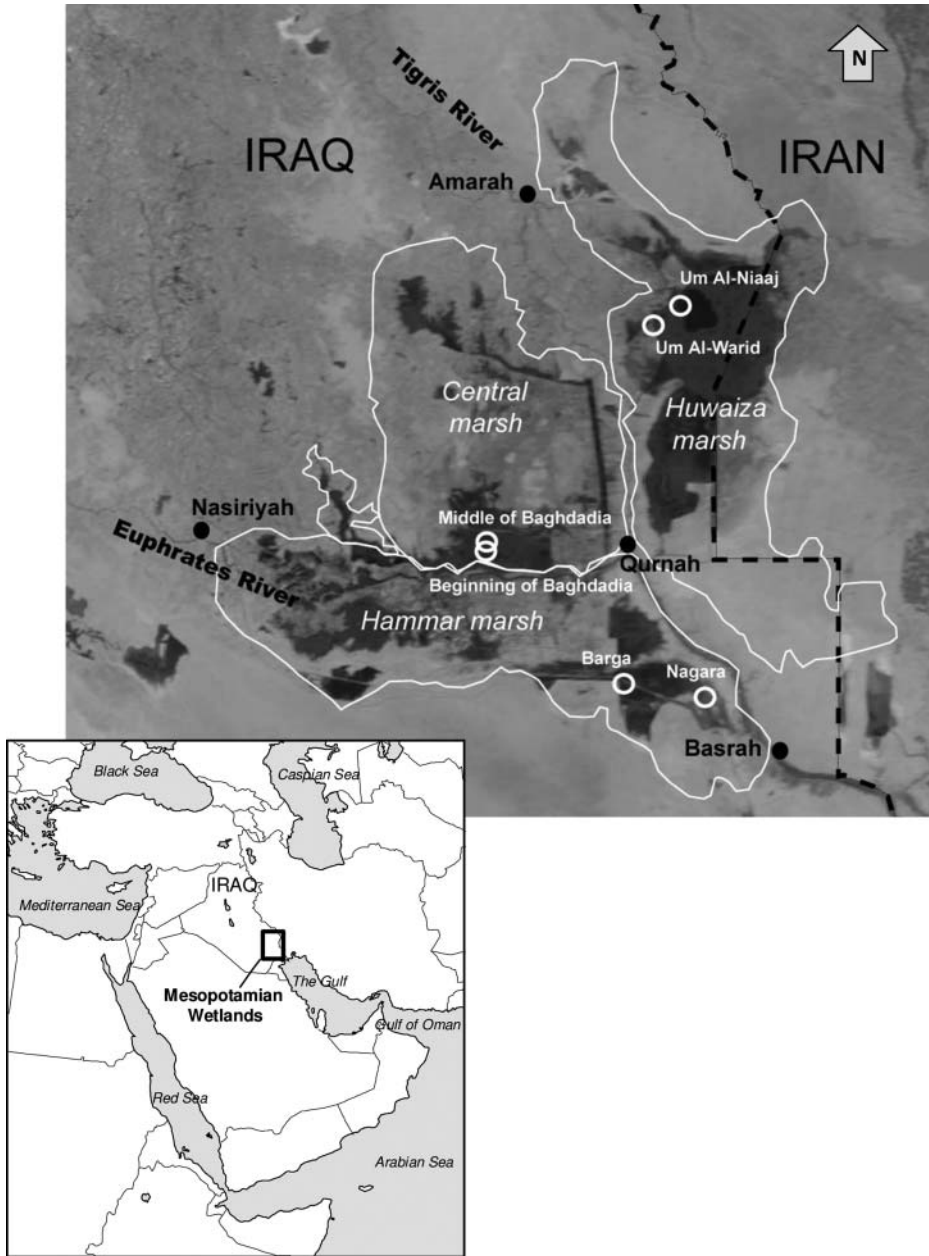 N
Tigris River
IRAQ
IRAN
Amarah
Um Al-Niaaj
Um Al-Warid
Central
marsh
Huwaiza
marsh
Nasiriyah
Middle of Baghdadia
Euphrates River
Qurnah
Beginning of Baghdadia
Hammar marsh
Barga
Nagara
Basrah
Black Sea
Caspian Sea
IRAQ
Mediterranean Sea
The Gulf
Mesopotamian
Wetlands
Gulf of Oman
Red Sea
Arabian Sea